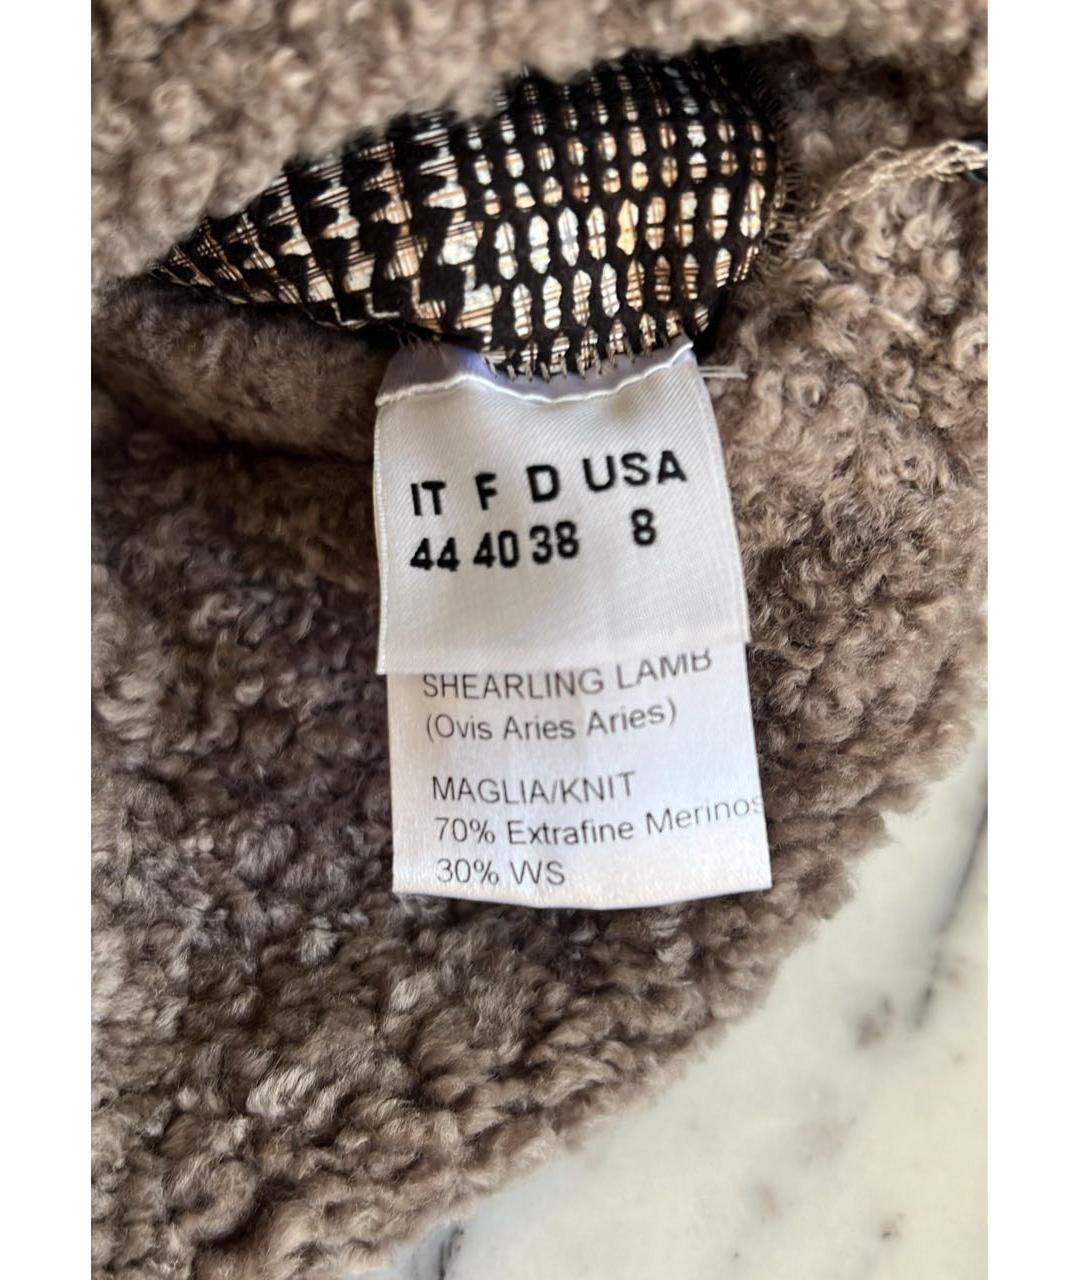 IT F D USA
44 40 38 8
SHEARLING LAMB
(Ovis Aries Aries)
MAGLIA/KNIT
70% Extrafine Merinos
30% WS